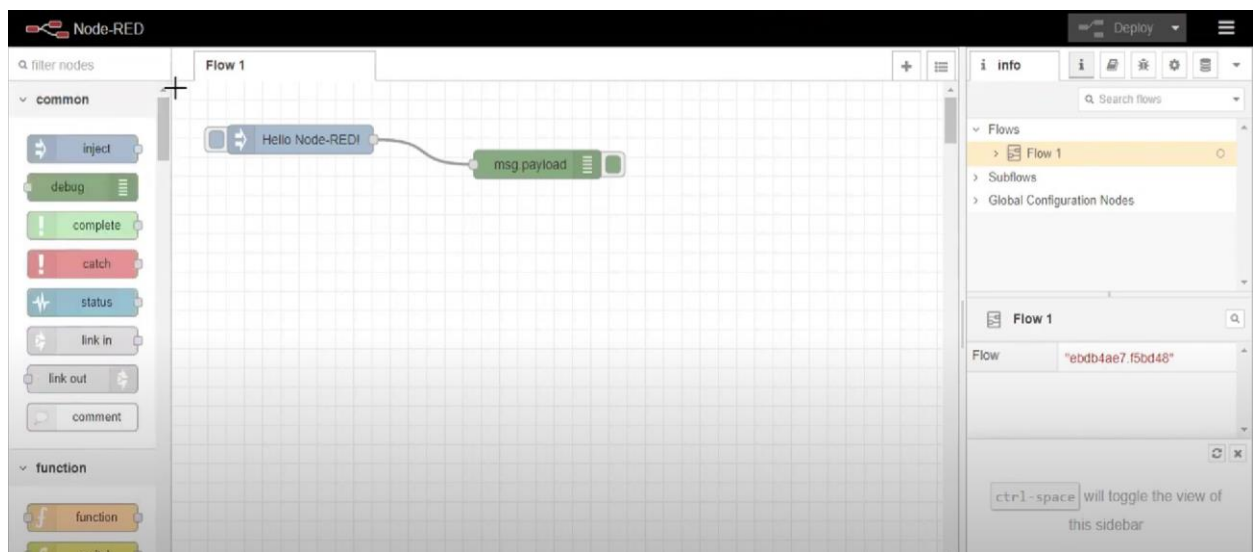 Node-RED
Deploy
filter nodes
Flow 1
i info
i
Search flows
common
inject
debug
complete
catch
status
link in
link out
comment
function
function
Hello Node-RED!
msg.payload
Flows
Flow 1
Subflows
Global Configuration Nodes
Flow 1
Flow "ebdb4ae7.f5bd48"
ctrl-space will toggle the view of
this sidebar